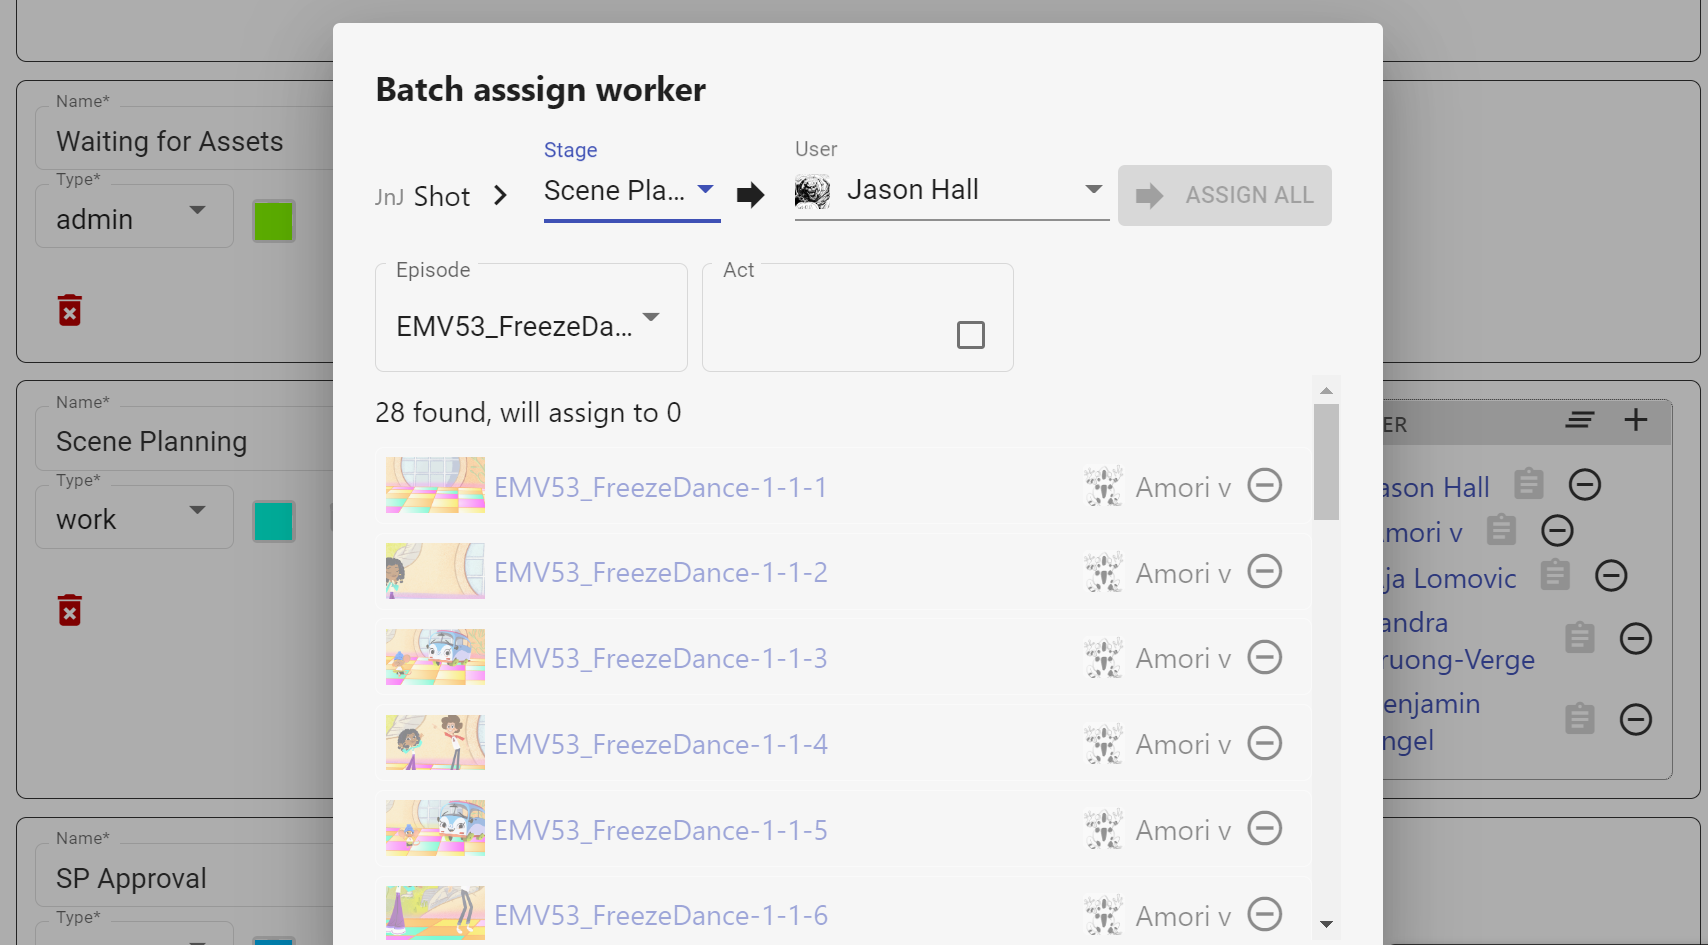 Batch asssign worker
JnJ Shot
Stage
Scene Pla...
User
Jason Hall
ASSIGN ALL
Episode
EMV53_FreezeDa...
Act
28 found, will assign to 0
EMV53_FreezeDance-1-1-1 Amori v
EMV53_FreezeDance-1-1-2 Amori v
EMV53_FreezeDance-1-1-3 Amori v
EMV53_FreezeDance-1-1-4 Amori v
EMV53_FreezeDance-1-1-5 Amori v
EMV53_FreezeDance-1-1-6 Amori v
Name*
Waiting for Assets
Type*
admin
Name*
Scene Planning
Type*
work
Name*
SP Approval
Type*
ER
ason Hall
mori v
ja Lomovic
andra
ruong-Verge
enjamin
ngel